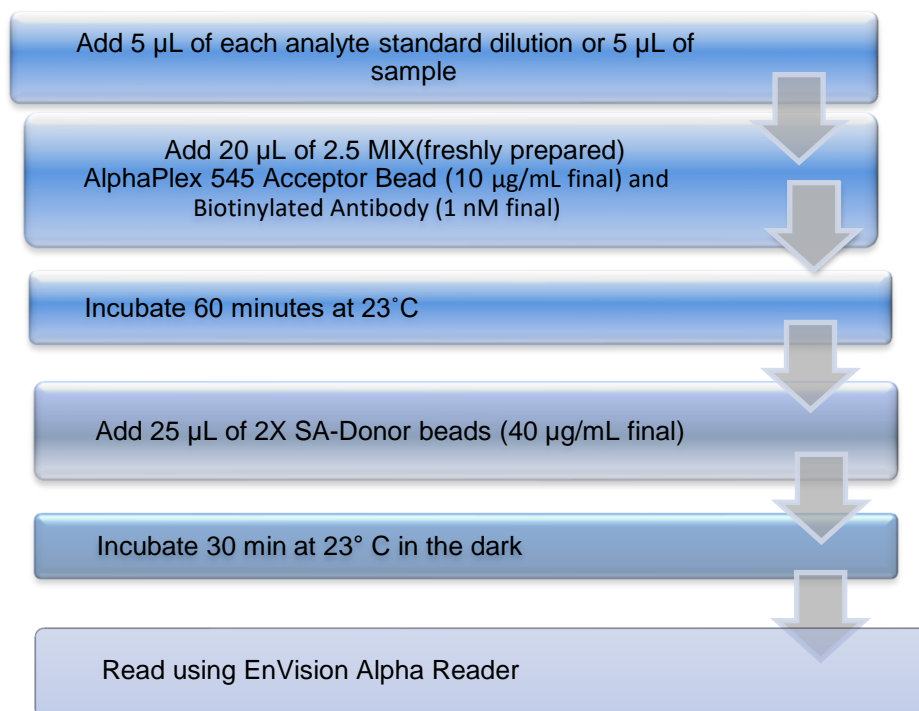 Add 5 µL of each analyte standard dilution or 5 µL of
sample
Add 20 µL of 2.5 MIX(freshly prepared)
AlphaPlex 545 Acceptor Bead (10 µg/mL final) and
Biotinylated Antibody (1 nM final)
Incubate 60 minutes at 23˚C
Add 25 µL of 2X SA-Donor beads (40 µg/mL final)
Incubate 30 min at 23° C in the dark
Read using EnVision Alpha Reader